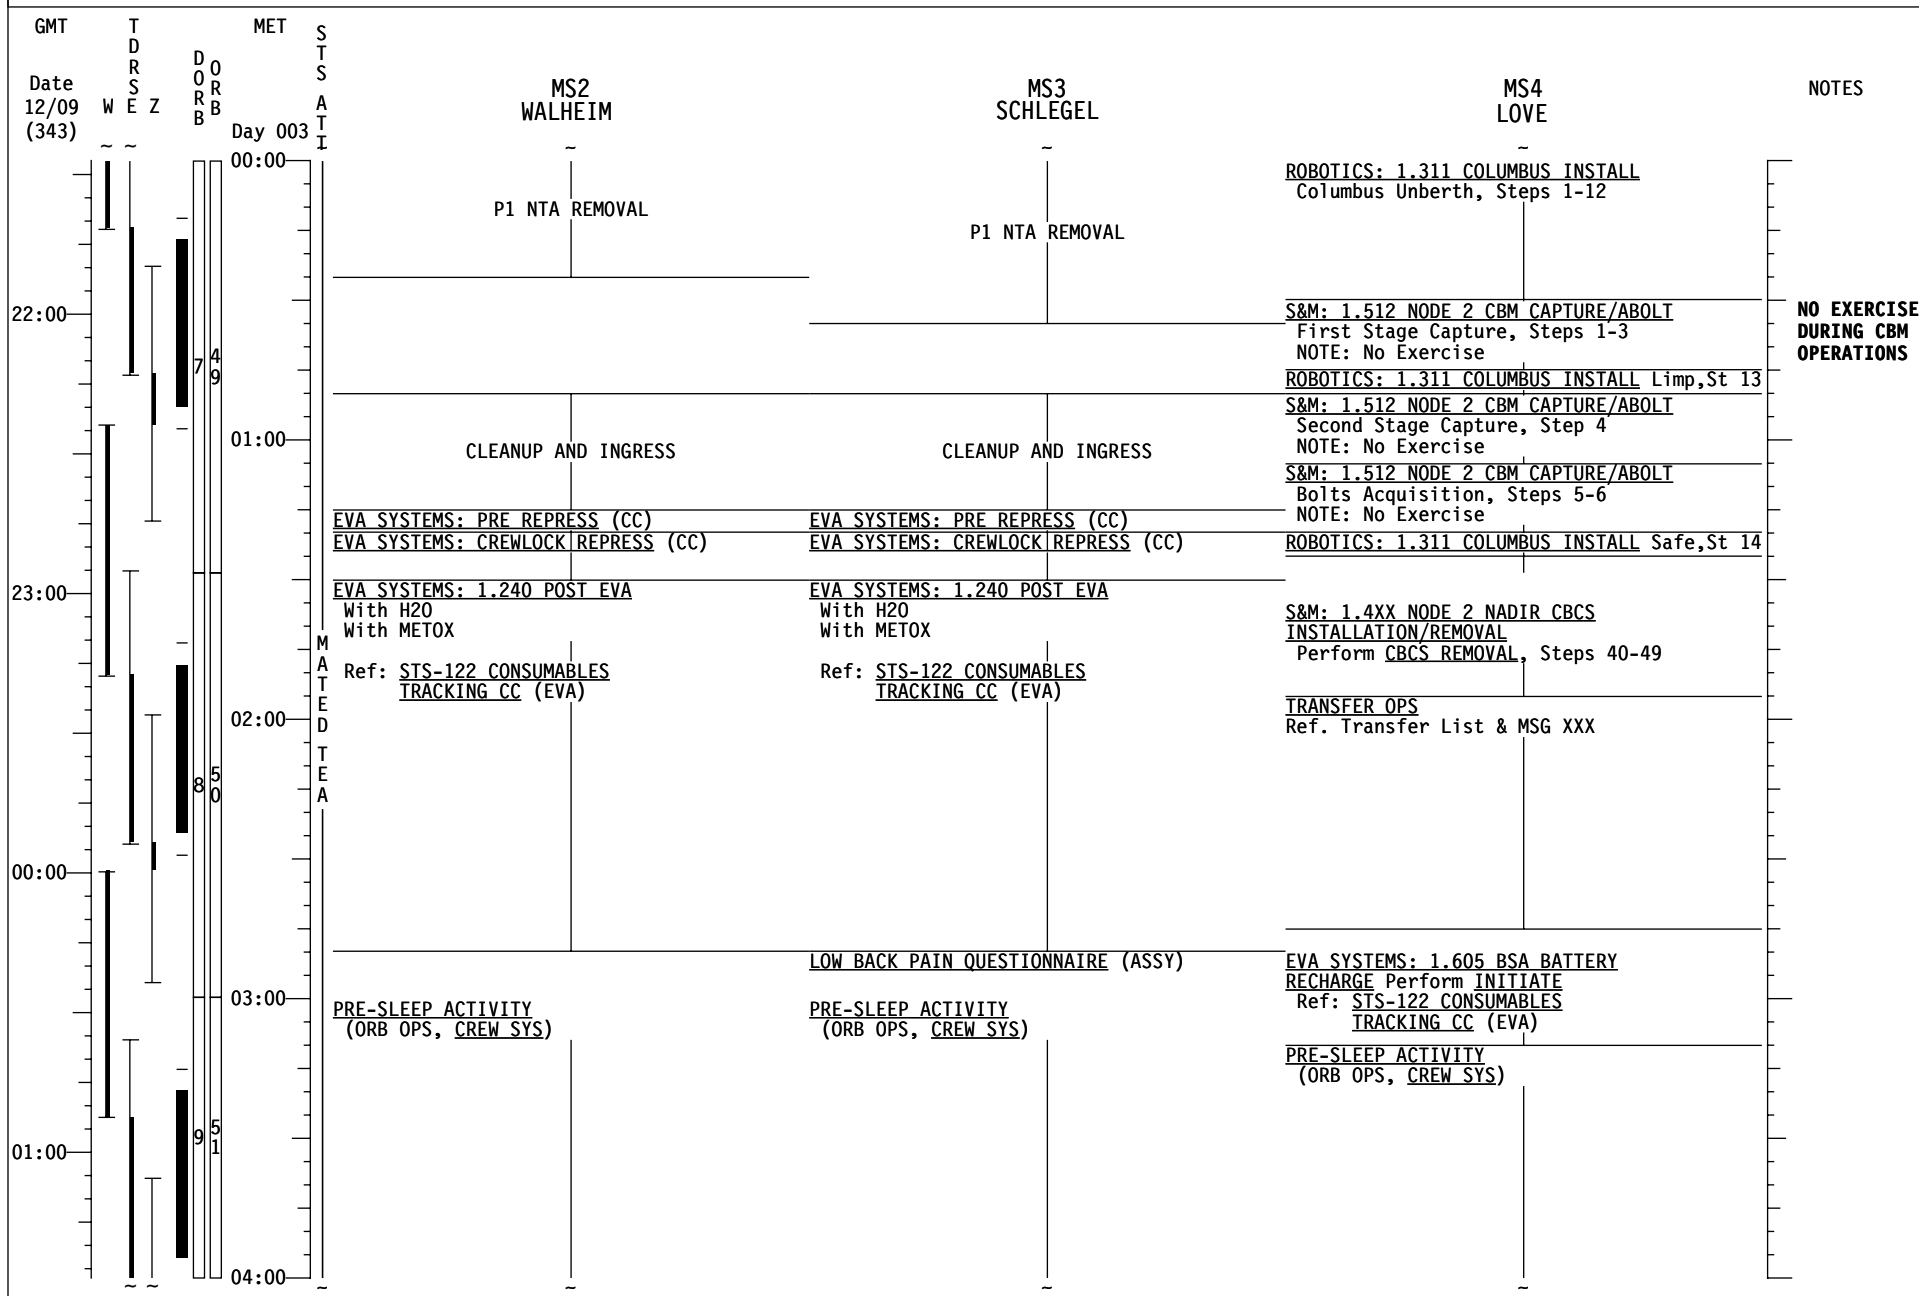 GMT
TDRS
MET
STS ATT
DORB
ORB
Date
12/09
(343)
W E Z
Day 003
MS2
WALHEIM
MS3
SCHLEGEL
MS4
LOVE
NOTES
~ ~ ~ ~ ~
00:00
ROBOTICS: 1.311 COLUMBUS INSTALL
Columbus Unberth, Steps 1-12
P1 NTA REMOVAL
P1 NTA REMOVAL
22:00
S&M: 1.512 NODE 2 CBM CAPTURE/ABOLT
First Stage Capture, Steps 1-3
NOTE: No Exercise
NO EXERCISE
DURING CBM
OPERATIONS
7
49
ROBOTICS: 1.311 COLUMBUS INSTALL Limp,St 13
S&M: 1.512 NODE 2 CBM CAPTURE/ABOLT
Second Stage Capture, Step 4
NOTE: No Exercise
01:00
CLEANUP AND INGRESS
CLEANUP AND INGRESS
S&M: 1.512 NODE 2 CBM CAPTURE/ABOLT
Bolts Acquisition, Steps 5-6
NOTE: No Exercise
EVA SYSTEMS: PRE REPRESS (CC)
EVA SYSTEMS: PRE REPRESS (CC)
EVA SYSTEMS: CREWLOCK REPRESS (CC)
EVA SYSTEMS: CREWLOCK REPRESS (CC)
ROBOTICS: 1.311 COLUMBUS INSTALL Safe,St 14
23:00
EVA SYSTEMS: 1.240 POST EVA
With H2O
With METOX
Ref: STS-122 CONSUMABLES
TRACKING CC (EVA)
EVA SYSTEMS: 1.240 POST EVA
With H2O
With METOX
Ref: STS-122 CONSUMABLES
TRACKING CC (EVA)
S&M: 1.4XX NODE 2 NADIR CBCS
INSTALLATION/REMOVAL
Perform CBCS REMOVAL, Steps 40-49
MATED TEA
02:00
TRANSFER OPS
Ref. Transfer List & MSG XXX
8
50
00:00
LOW BACK PAIN QUESTIONNAIRE (ASSY)
EVA SYSTEMS: 1.605 BSA BATTERY
RECHARGE Perform INITIATE
Ref: STS-122 CONSUMABLES
TRACKING CC (EVA)
03:00
PRE-SLEEP ACTIVITY
(ORB OPS, CREW SYS)
PRE-SLEEP ACTIVITY
(ORB OPS, CREW SYS)
PRE-SLEEP ACTIVITY
(ORB OPS, CREW SYS)
9
51
01:00
04:00
~ ~ ~ ~ ~ ~